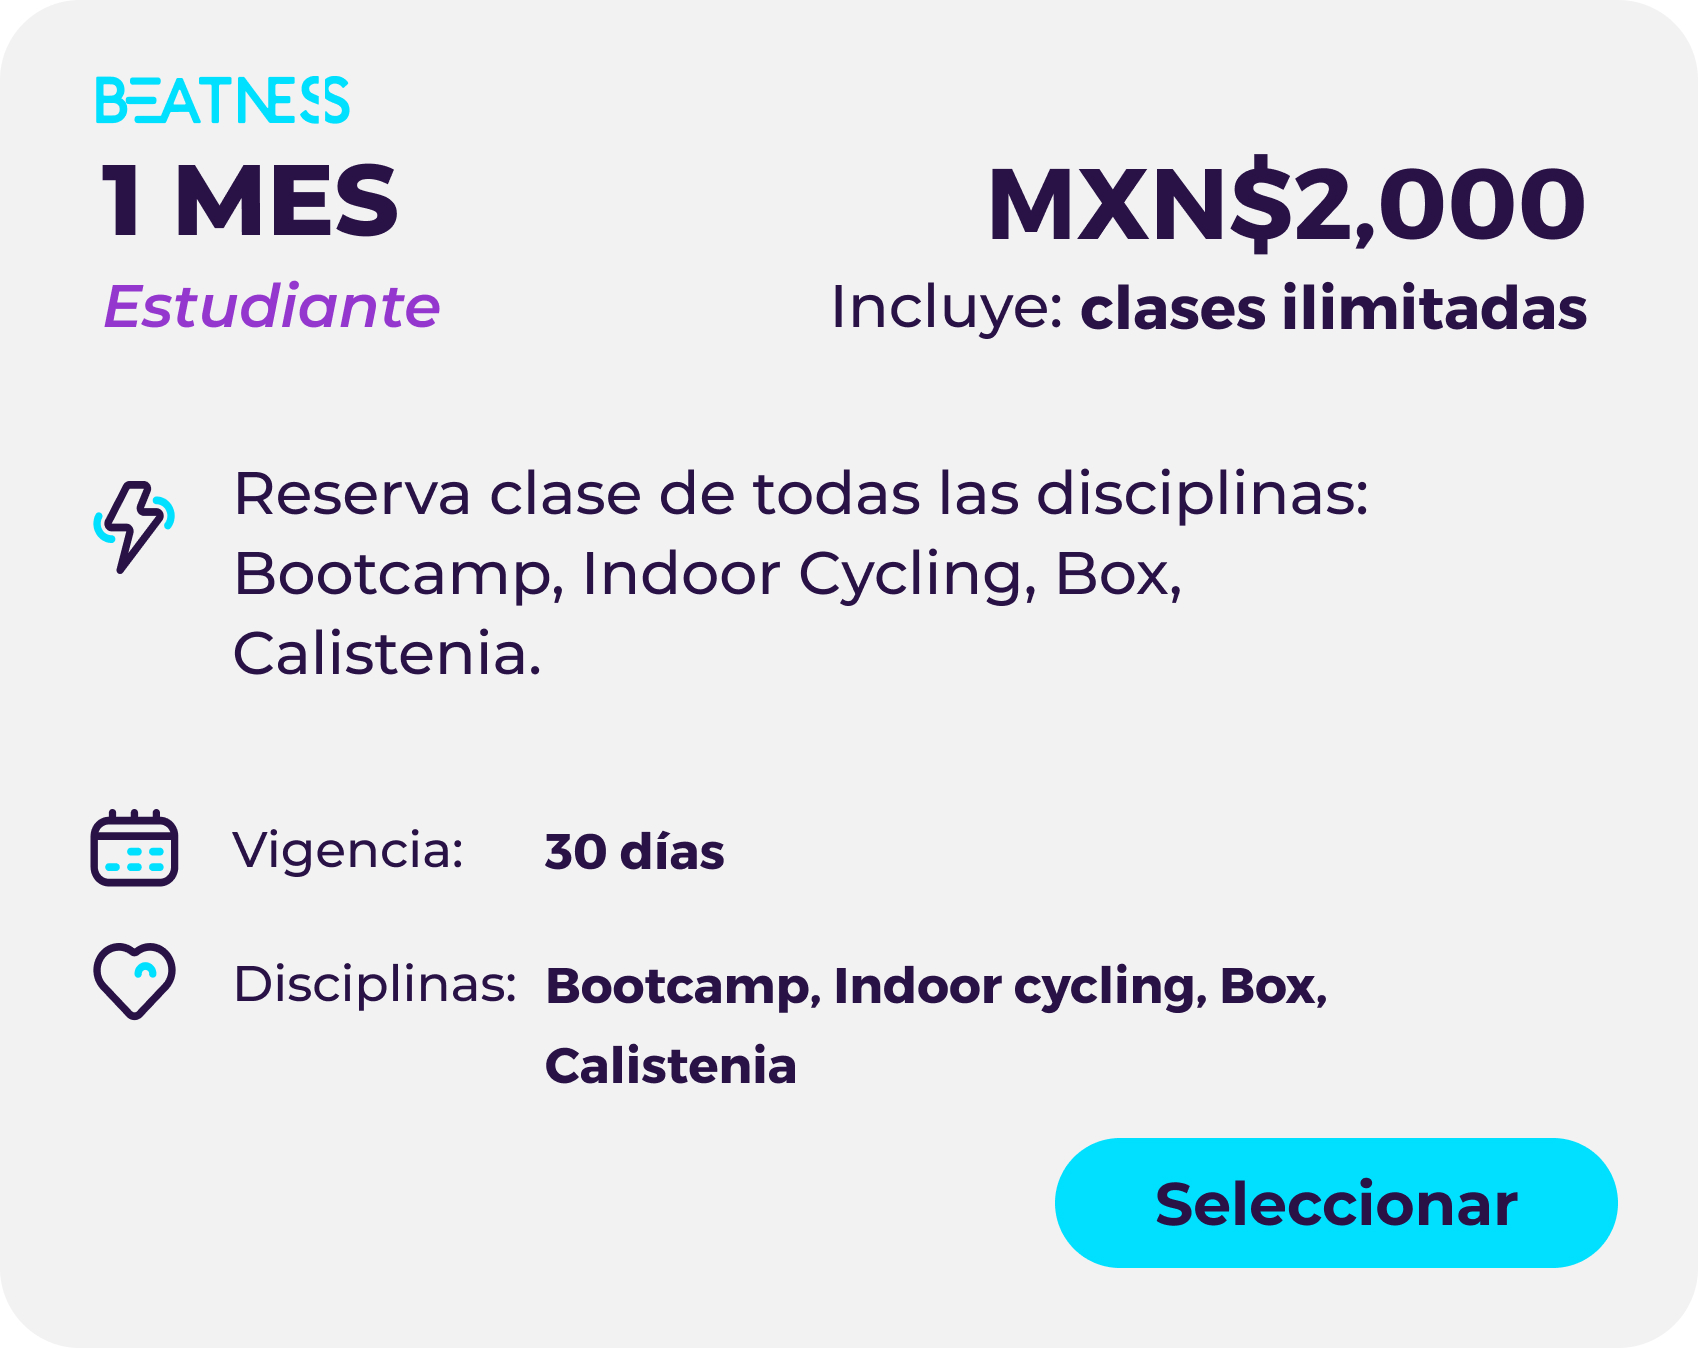 BEATNESS
1 MES
MXN$2,000
Estudiante
Incluye: clases ilimitadas
Reserva clase de todas las disciplinas:
Bootcamp, Indoor Cycling, Box,
Calistenia.
Vigencia: 30 días
Disciplinas: Bootcamp, Indoor cycling, Box,
Calistenia
Seleccionar